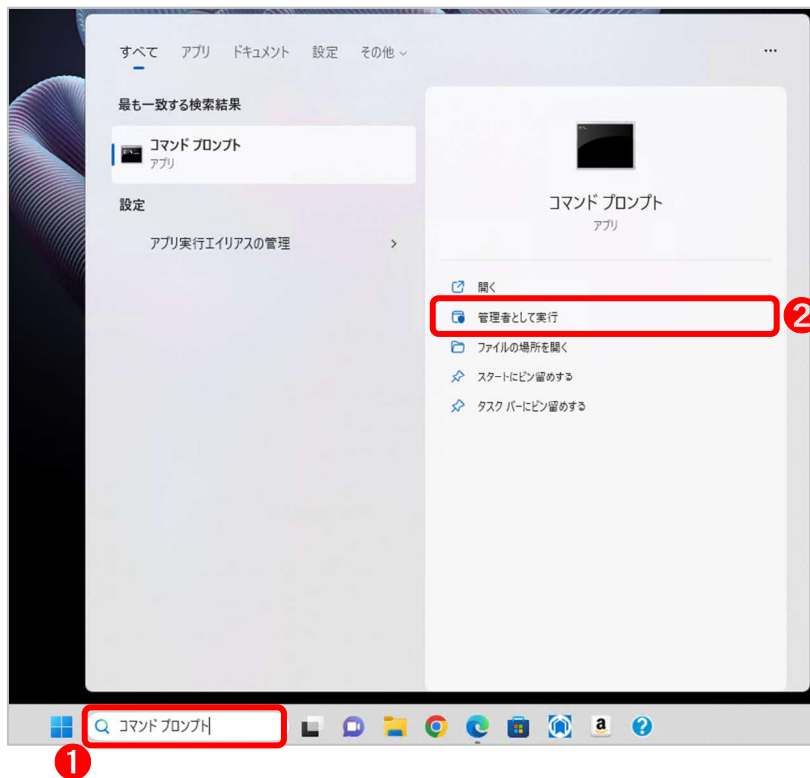 すべて アプリ ドキュメント 設定 その他 ...
最も一致する検索結果
コマンド プロンプト
アプリ
設定
アプリ実行エイリアスの管理
コマンド プロンプト
アプリ
開く
管理者として実行
2
ファイルの場所を開く
スタートにピン留めする
タスク バーにピン留めする
コマンド プロンプト
a ?
1